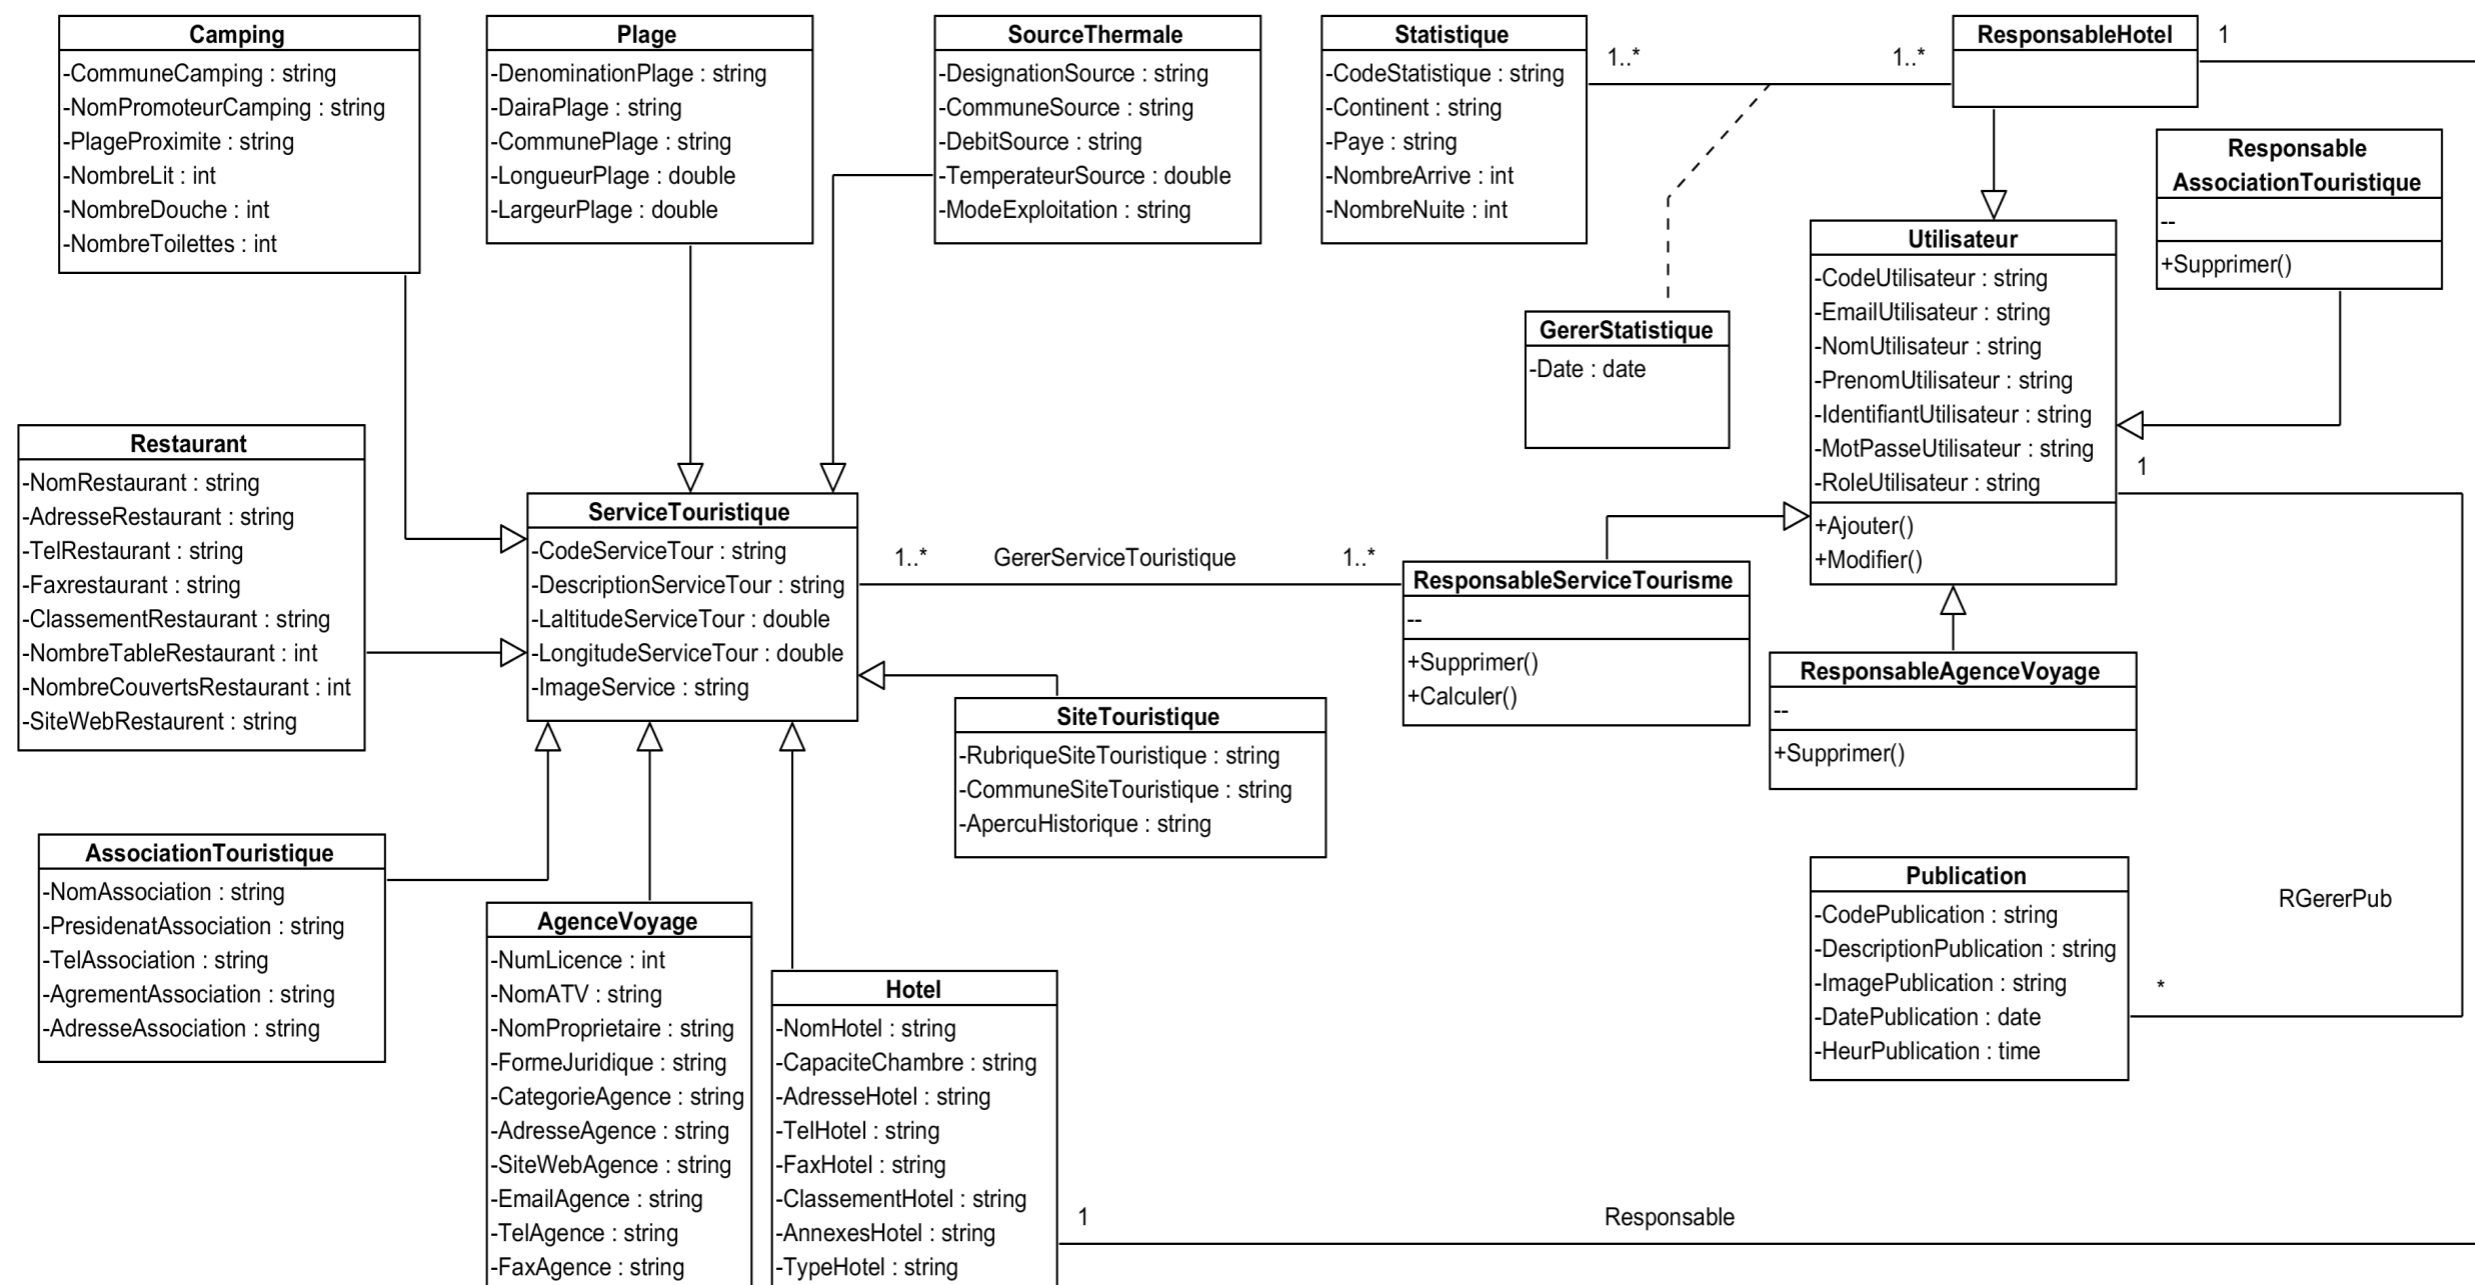 Camping
-CommuneCamping : string
-NomPromoteurCamping : string
-PlageProximite : string
-NombreLit : int
-NombreDouche : int
-NombreToilettes : int
Plage
-DenominationPlage : string
-DairaPlage : string
-CommunePlage : string
-LongueurPlage : double
-LargeurPlage : double
SourceThermale
-DesignationSource : string
-CommuneSource : string
-DebitSource : string
-TemperateurSource : double
-ModeExploitation : string
Statistique
-CodeStatistique : string
-Continent : string
-Paye : string
-NombreArrive : int
-NombreNuite : int
1..*
1..*
ResponsableHotel
1
Responsable
AssociationTouristique
--
+Supprimer()
GererStatistique
-Date : date
Utilisateur
-CodeUtilisateur : string
-EmailUtilisateur : string
-NomUtilisateur : string
-PrenomUtilisateur : string
-IdentifiantUtilisateur : string
-MotPasseUtilisateur : string
-RoleUtilisateur : string
+Ajouter()
+Modifier()
1
Restaurant
-NomRestaurant : string
-AdresseRestaurant : string
-TelRestaurant : string
-Faxrestaurant : string
-ClassementRestaurant : string
-NombreTableRestaurant : int
-NombreCouvertsRestaurant : int
-SiteWebRestaurent : string
ServiceTouristique
-CodeServiceTour : string
-DescriptionServiceTour : string
-LaltitudeServiceTour : double
-LongitudeServiceTour : double
-ImageService : string
1..*
GererServiceTouristique
1..*
ResponsableServiceTourisme
--
+Supprimer()
+Calculer()
ResponsableAgenceVoyage
--
+Supprimer()
SiteTouristique
-RubriqueSiteTouristique : string
-CommuneSiteTouristique : string
-ApercuHistorique : string
AssociationTouristique
-NomAssociation : string
-PresidenatAssociation : string
-TelAssociation : string
-AgrementAssociation : string
-AdresseAssociation : string
AgenceVoyage
-NumLicence : int
-NomATV : string
-NomProprietaire : string
-FormeJuridique : string
-CategorieAgence : string
-AdresseAgence : string
-SiteWebAgence : string
-EmailAgence : string
-TelAgence : string
-FaxAgence : string
Hotel
-NomHotel : string
-CapaciteChambre : string
-AdresseHotel : string
-TelHotel : string
-FaxHotel : string
-ClassementHotel : string
-AnnexesHotel : string
-TypeHotel : string
Publication
-CodePublication : string
-DescriptionPublication : string
-ImagePublication : string
-DatePublication : date
-HeurPublication : time
RGererPub
*
1
Responsable